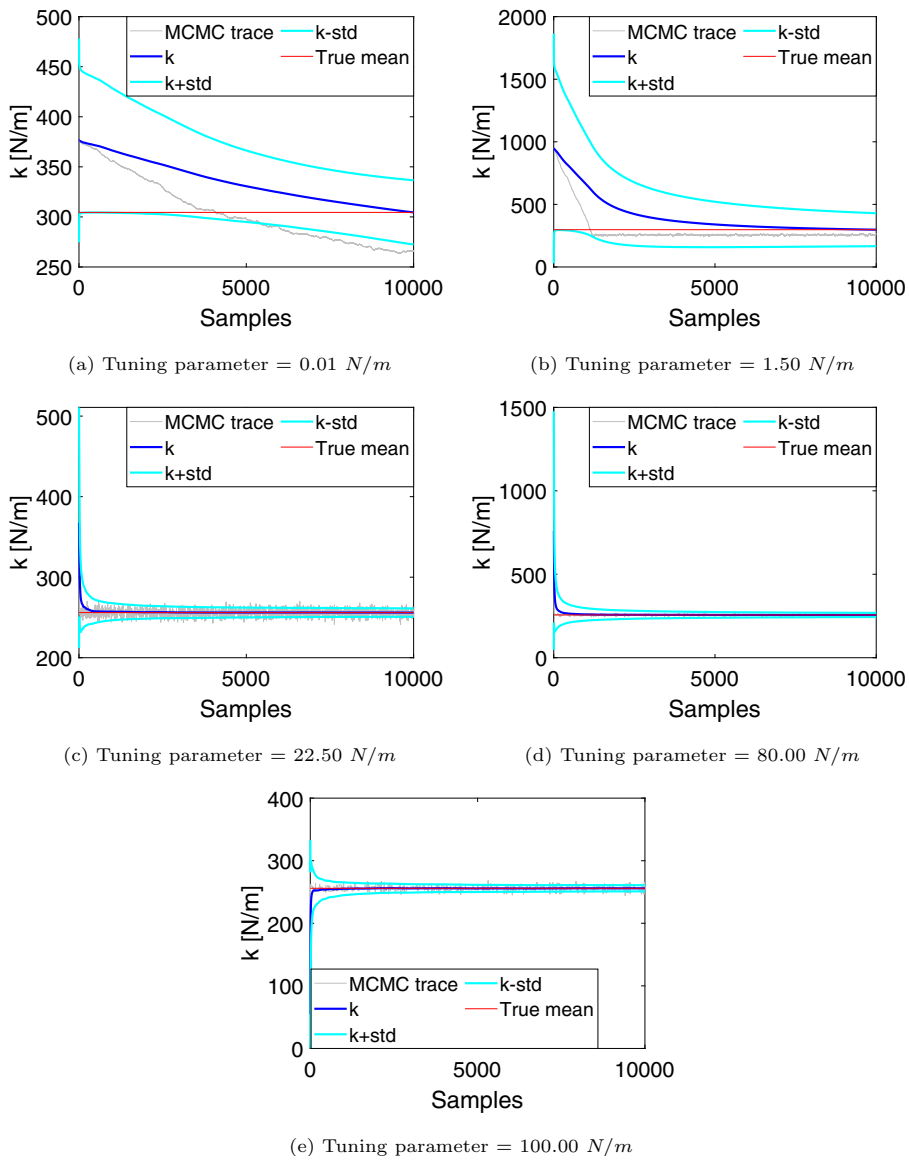 500
450
400
350
300
250
k [N/m]
MCMC trace
k
k+std
k-std
True mean
0
5000
10000
Samples
(a) Tuning parameter = 0.01 N/m
2000
1500
1000
500
0
k [N/m]
MCMC trace
k
k+std
k-std
True mean
0
5000
10000
Samples
(b) Tuning parameter = 1.50 N/m
500
400
300
200
k [N/m]
MCMC trace
k
k+std
k-std
True mean
0
5000
10000
Samples
(c) Tuning parameter = 22.50 N/m
1500
1000
500
0
k [N/m]
MCMC trace
k
k+std
k-std
True mean
0
5000
10000
Samples
(d) Tuning parameter = 80.00 N/m
400
300
200
100
0
k [N/m]
MCMC trace
k
k+std
k-std
True mean
0
5000
10000
Samples
(e) Tuning parameter = 100.00 N/m